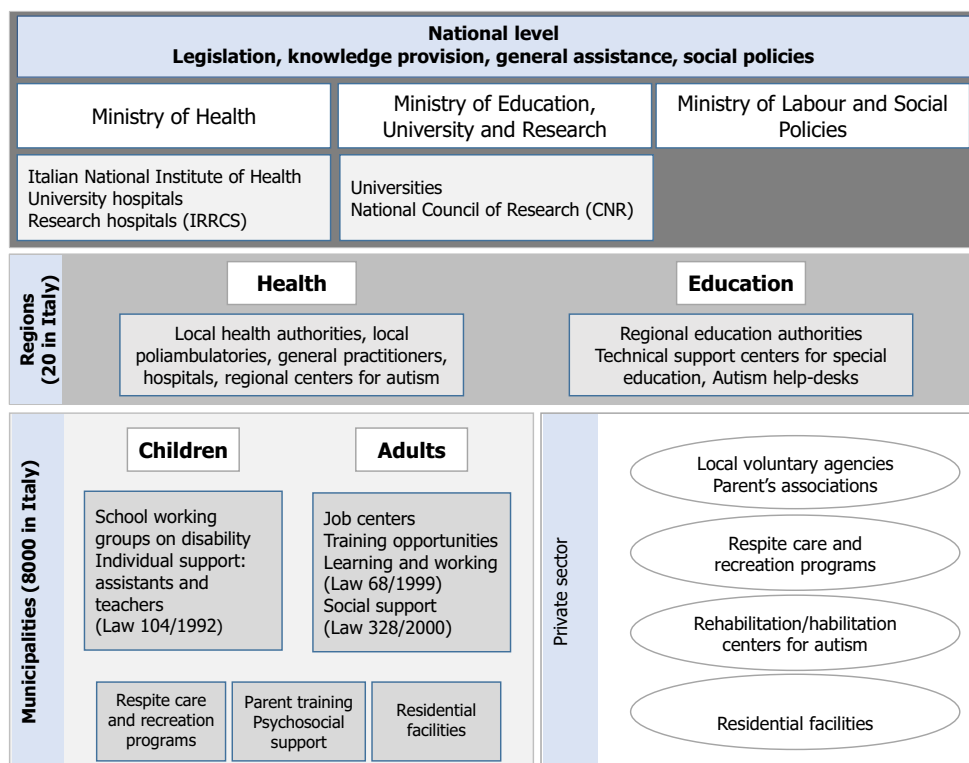 National level
Legislation, knowledge provision, general assistance, social policies
Ministry of Health
Ministry of Education,
University and Research
Ministry of Labour and Social
Policies
Italian National Institute of Health
University hospitals
Research hospitals (IRRCS)
Universities
National Council of Research (CNR)
Regions
(20 in Italy)
Health
Local health authorities, local
poliambulatories, general practitioners,
hospitals, regional centers for autism
Education
Regional education authorities
Technical support centers for special
education, Autism help-desks
Municipalities (8000 in Italy)
Children
School working
groups on disability
Individual support:
assistants and
teachers
(Law 104/1992)
Adults
Job centers
Training opportunities
Learning and working
(Law 68/1999)
Social support
(Law 328/2000)
Respite care
and recreation
programs
Parent training
Psychosocial
support
Residential
facilities
Private sector
Local voluntary agencies
Parent’s associations
Respite care and
recreation programs
Rehabilitation/habilitation
centers for autism
Residential facilities